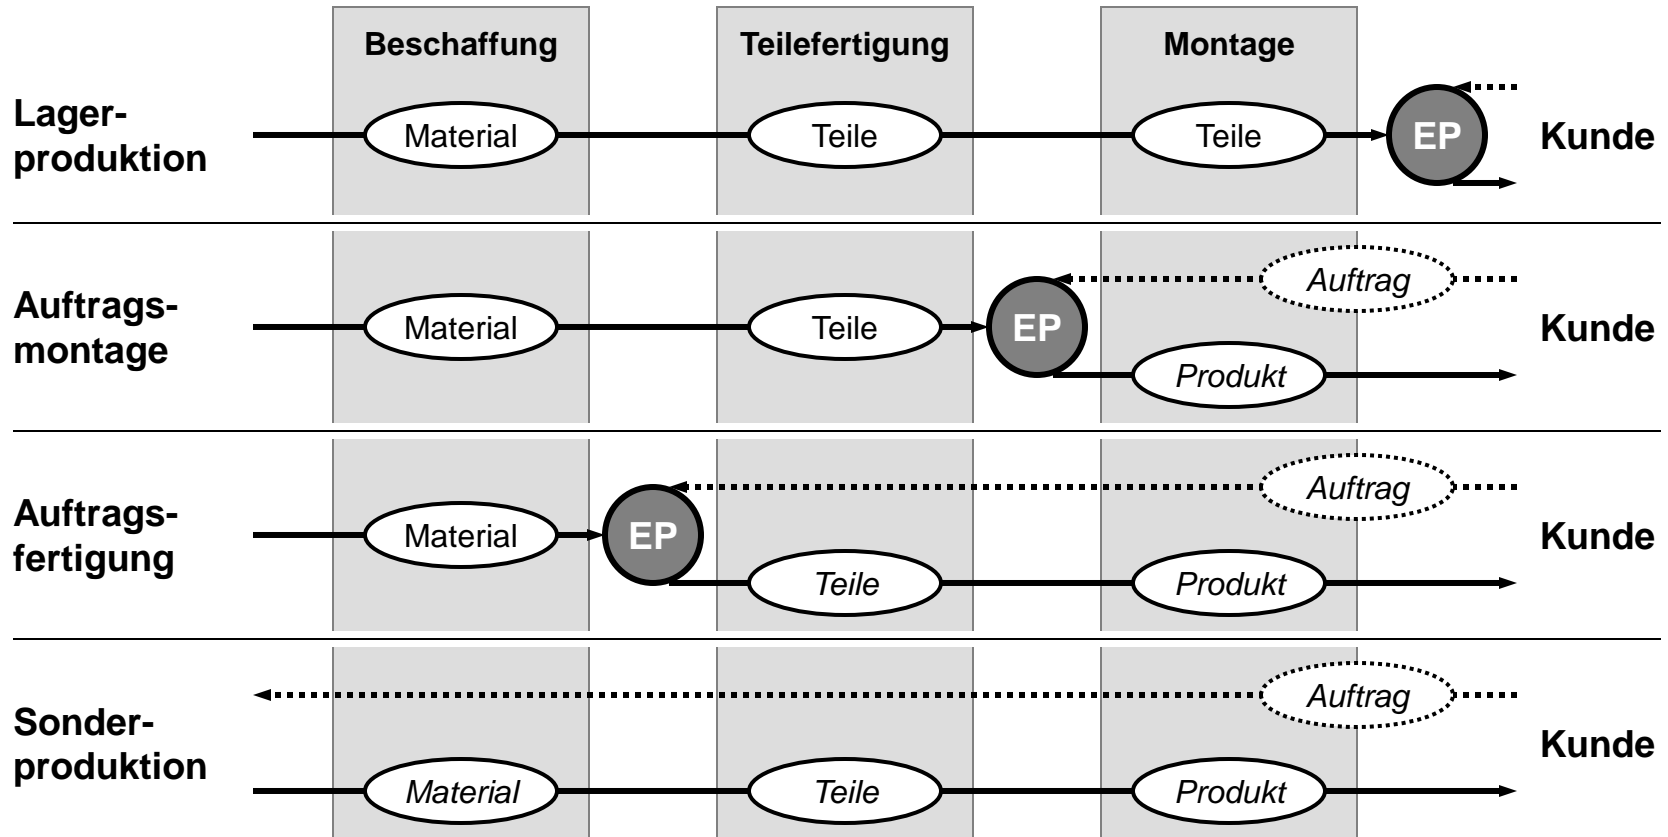 Beschaffung Teilefertigung Montage
Lager-
produktion
Material Teile Teile EP Kunde
Auftrag
Auftrags-
montage
Material Teile EP Kunde
Produkt
Auftrag
Auftrags-
fertigung
Material EP Kunde
Teile Produkt
Auftrag
Sonder-
produktion
Kunde
Material Teile Produkt